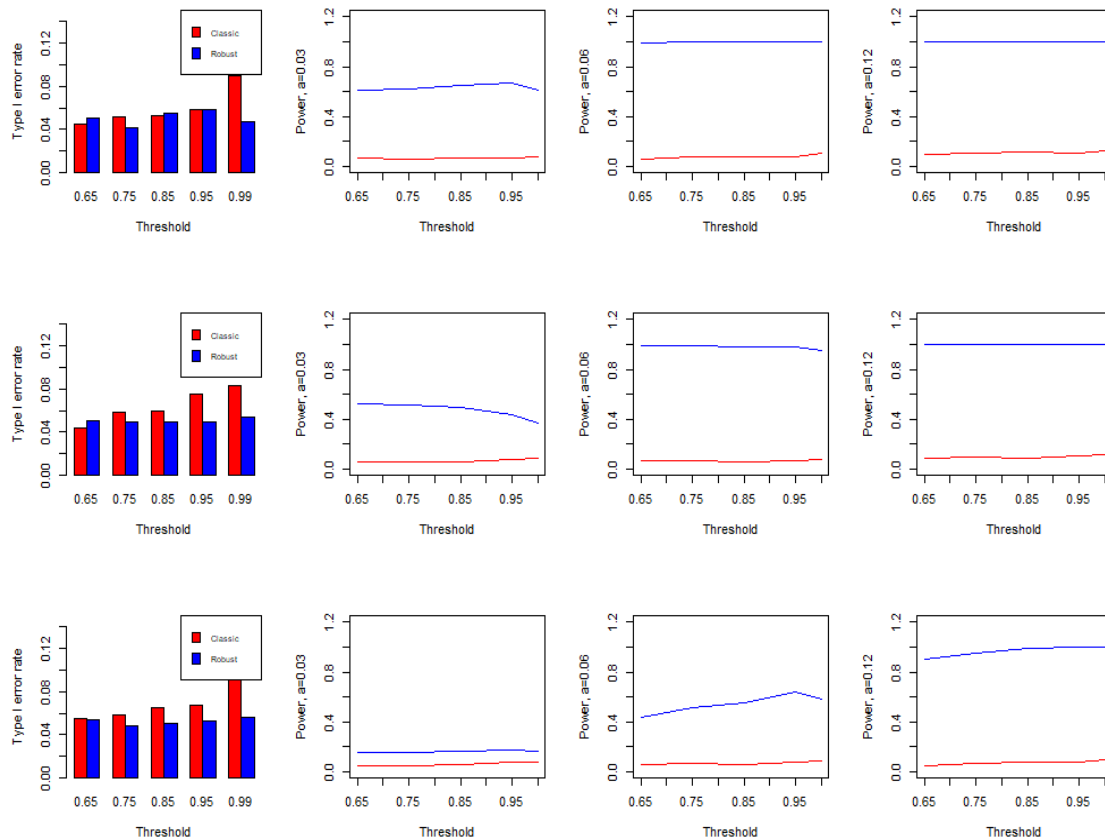 Type I error rate
0.00 0.04 0.08 0.12
Classic
Robust
0.65 0.75 0.85 0.95 0.99
Threshold
Power, a=0.03
0.0 0.4 0.8 1.2
0.65 0.75 0.85 0.95
Threshold
Power, a=0.06
0.0 0.4 0.8 1.2
0.65 0.75 0.85 0.95
Threshold
Power, a=0.12
0.0 0.4 0.8 1.2
0.65 0.75 0.85 0.95
Threshold
Type I error rate
0.00 0.04 0.08 0.12
Classic
Robust
0.65 0.75 0.85 0.95 0.99
Threshold
Power, a=0.03
0.0 0.4 0.8 1.2
0.65 0.75 0.85 0.95
Threshold
Power, a=0.06
0.0 0.4 0.8 1.2
0.65 0.75 0.85 0.95
Threshold
Power, a=0.12
0.0 0.4 0.8 1.2
0.65 0.75 0.85 0.95
Threshold
Type I error rate
0.00 0.04 0.08 0.12
Classic
Robust
0.65 0.75 0.85 0.95 0.99
Threshold
Power, a=0.03
0.0 0.4 0.8 1.2
0.65 0.75 0.85 0.95
Threshold
Power, a=0.06
0.0 0.4 0.8 1.2
0.65 0.75 0.85 0.95
Threshold
Power, a=0.12
0.0 0.4 0.8 1.2
0.65 0.75 0.85 0.95
Threshold